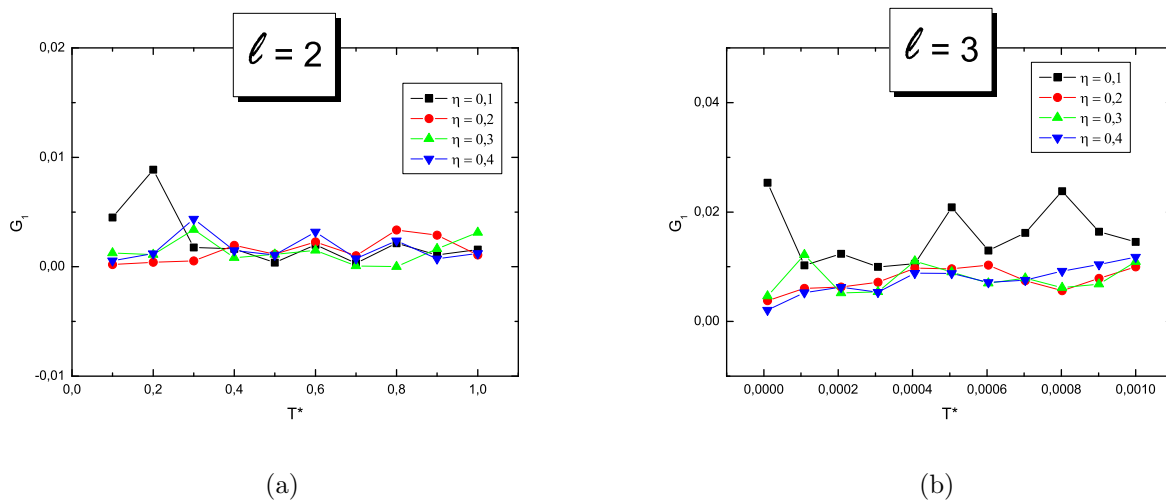 ℓ = 2
0,02
0,01
0,00
-0,01
G₁
η = 0,1
η = 0,2
η = 0,3
η = 0,4
0,0 0,2 0,4 0,6 0,8 1,0
T*
(a)
ℓ = 3
0,04
0,02
0,00
G₁
η = 0,1
η = 0,2
η = 0,3
η = 0,4
0,0000 0,0002 0,0004 0,0006 0,0008 0,0010
T*
(b)